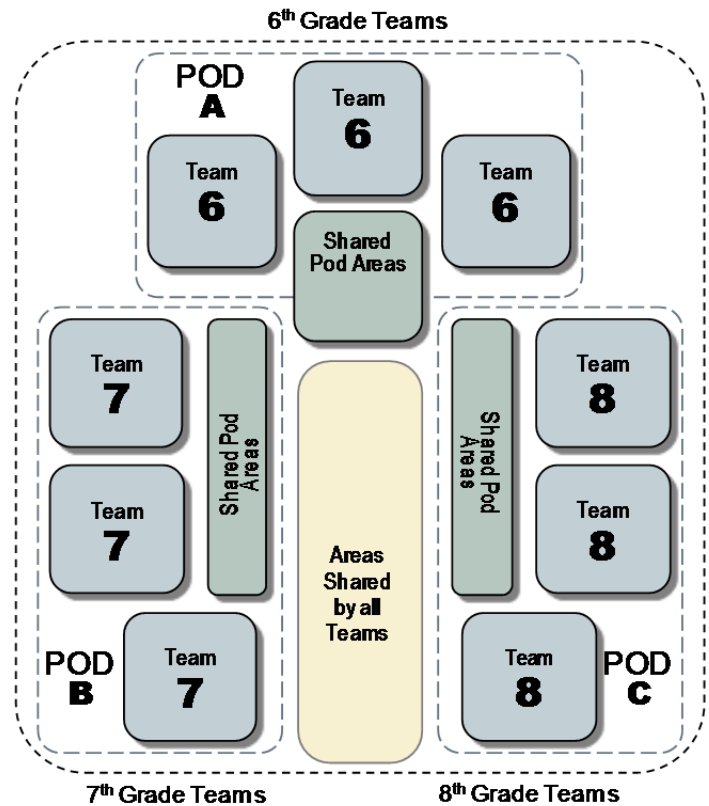 6th Grade Teams
POD
A
Team
6
Team
6
Team
6
Shared
Pod Areas
Team
7
Team
7
Team
7
Shared Pod
Areas
POD
B
Areas
Shared
by all
Teams
Shared Pod
Areas
Team
8
Team
8
Team
8
POD
C
7th Grade Teams
8th Grade Teams